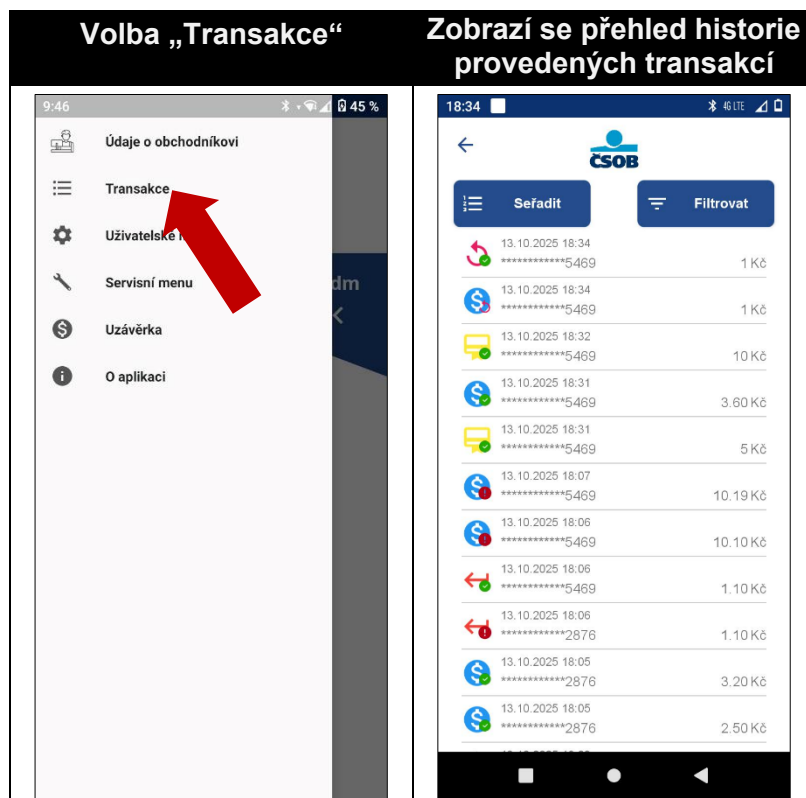 Volba „Transakce“
Zobrazí se přehled historie
provedených transakcí
9:46
45 %
Údaje o obchodníkovi
Transakce
Uživatelské
Servisní menu
Uzávěrka
O aplikaci
dm
18:34
4G LTE
ČSOB
Seřadit
Filtrovat
13.10.2025 18:34
************5469 1 Kč
13.10.2025 18:34
************5469 1 Kč
13.10.2025 18:32
************5469 10 Kč
13.10.2025 18:31
************5469 3.60 Kč
13.10.2025 18:31
************5469 5 Kč
13.10.2025 18:07
************5469 10.19 Kč
13.10.2025 18:06
************5469 10.10 Kč
13.10.2025 18:06
************5469 1.10 Kč
13.10.2025 18:06
************2876 1.10 Kč
13.10.2025 18:05
************2876 3.20 Kč
13.10.2025 18:05
************2876 2.50 Kč